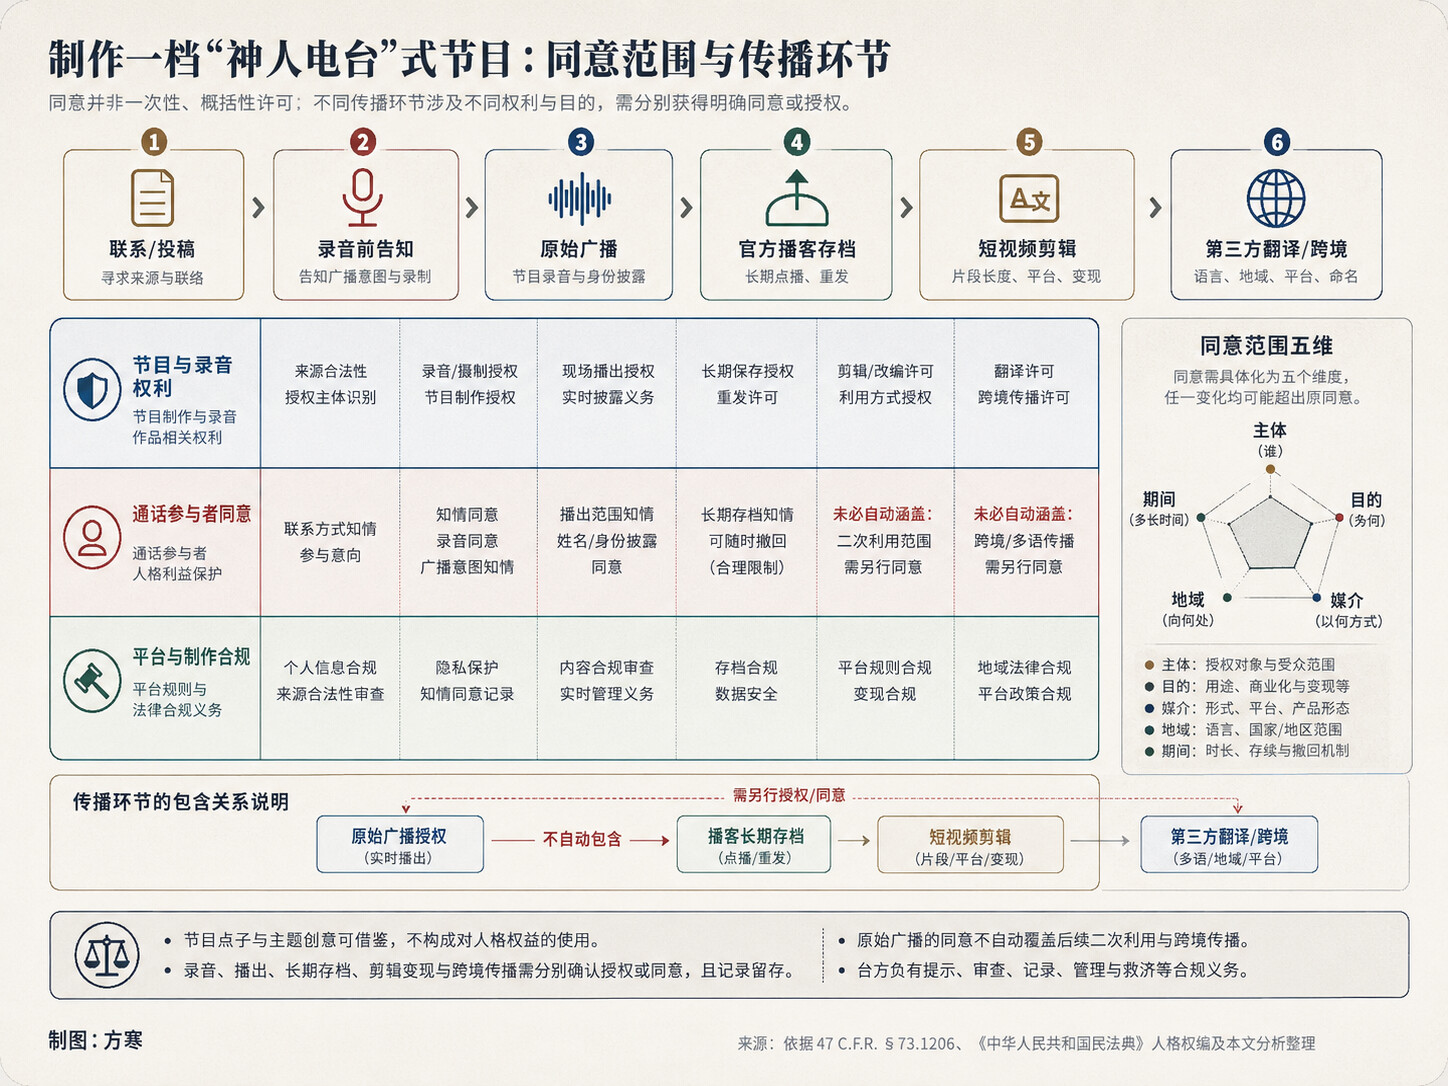 制作一档“神人电台”式节目：同意范围与传播环节
同意并非一次性、概括性许可；不同传播环节涉及不同权利与目的，需分别获得明确同意或授权。
1
联系/投稿
寻求来源与联络
2
录音前告知
告知广播意图与录制
3
原始广播
节目录音与身份披露
4
官方播客存档
长期点播、重发
5
A文
短视频剪辑
片段长度、平台、变现
6
第三方翻译/跨境
语言、地域、平台、命名
节目与录音
权利
节目制作与录音
作品相关权利
来源合法性
授权主体识别
录音/摄制授权
节目制作授权
现场播出授权
实时披露义务
长期保存授权
重发许可
剪辑/改编许可
利用方式授权
翻译许可
跨境传播许可
通话参与者同意
通话参与者
人格利益保护
联系方式知情
参与意向
知情同意
录音同意
广播意图知情
播出范围知情
姓名/身份披露
同意
长期存档知情
可随时撤回
（合理限制）
未必自动涵盖：
二次利用范围
需另行同意
未必自动涵盖：
跨境/多语传播
需另行同意
平台与制作合规
平台规则与
法律合规义务
个人信息合规
来源合法性审查
隐私保护
知情同意记录
内容合规审查
实时管理义务
存档合规
数据安全
平台规则合规
变现合规
地域法律合规
平台政策合规
同意范围五维
同意需具体化为五个维度，
任一变化均可能超出原同意。
主体
（谁）
期间
（多长时间）
目的
（为何）
地域
（向何处）
媒介
（以何方式）
主体：授权对象与受众范围
目的：用途、商业化与变现等
媒介：形式、平台、产品形态
地域：语言、国家/地区范围
期间：时长、存续与撤回机制
传播环节的包含关系说明
需另行授权/同意
原始广播授权
（实时播出）
不自动包含
播客长期存档
（点播/重发）
短视频剪辑
（片段/平台/变现）
第三方翻译/跨境
（多语/地域/平台）
• 节目点子与主题创意可借鉴，不构成对人格权益的使用。
• 录音、播出、长期存档、剪辑变现与跨境传播需分别确认授权或同意，且记录留存。
• 原始广播的同意不自动覆盖后续二次利用与跨境传播。
• 台方负有提示、审查、记录、管理与救济等合规义务。
制图：方寒
来源：依据 47 C.F.R. § 73.1206、《中华人民共和国民法典》人格权编及本文分析整理